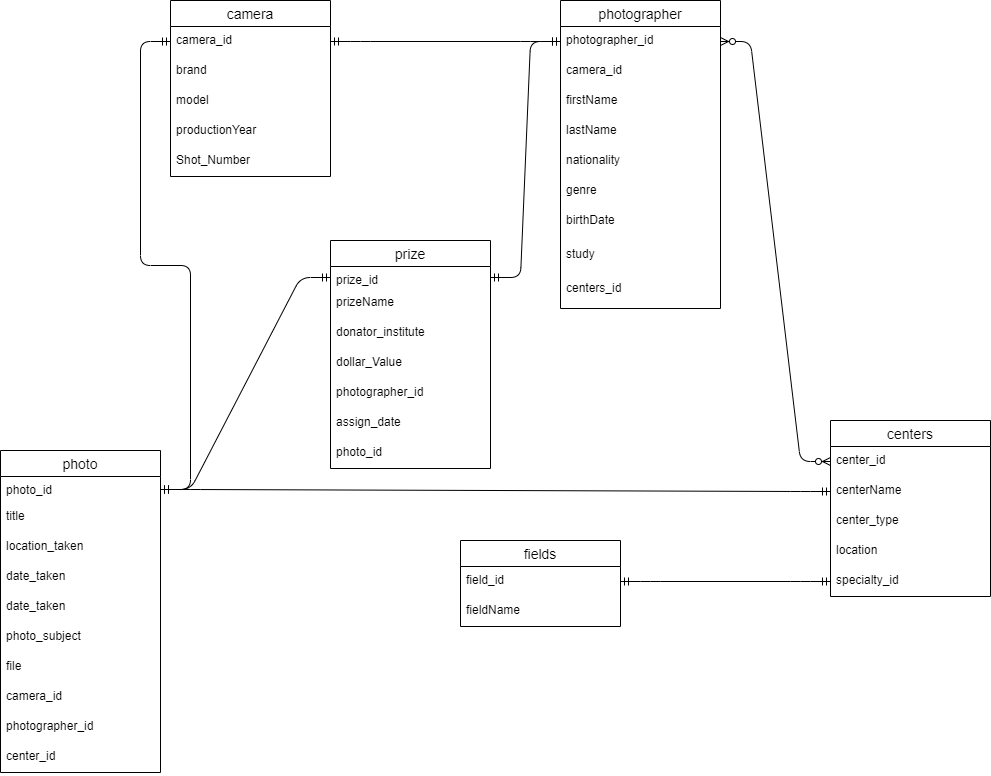 camera
camera_id
brand
model
productionYear
Shot_Number
photographer
photographer_id
camera_id
firstName
lastName
nationality
genre
birthDate
study
centers_id
prize
prize_id
prizeName
donator_institute
dollar_Value
photographer_id
assign_date
photo_id
centers
center_id
centerName
center_type
location
specialty_id
photo
photo_id
title
location_taken
date_taken
date_taken
photo_subject
file
camera_id
photographer_id
center_id
fields
field_id
fieldName